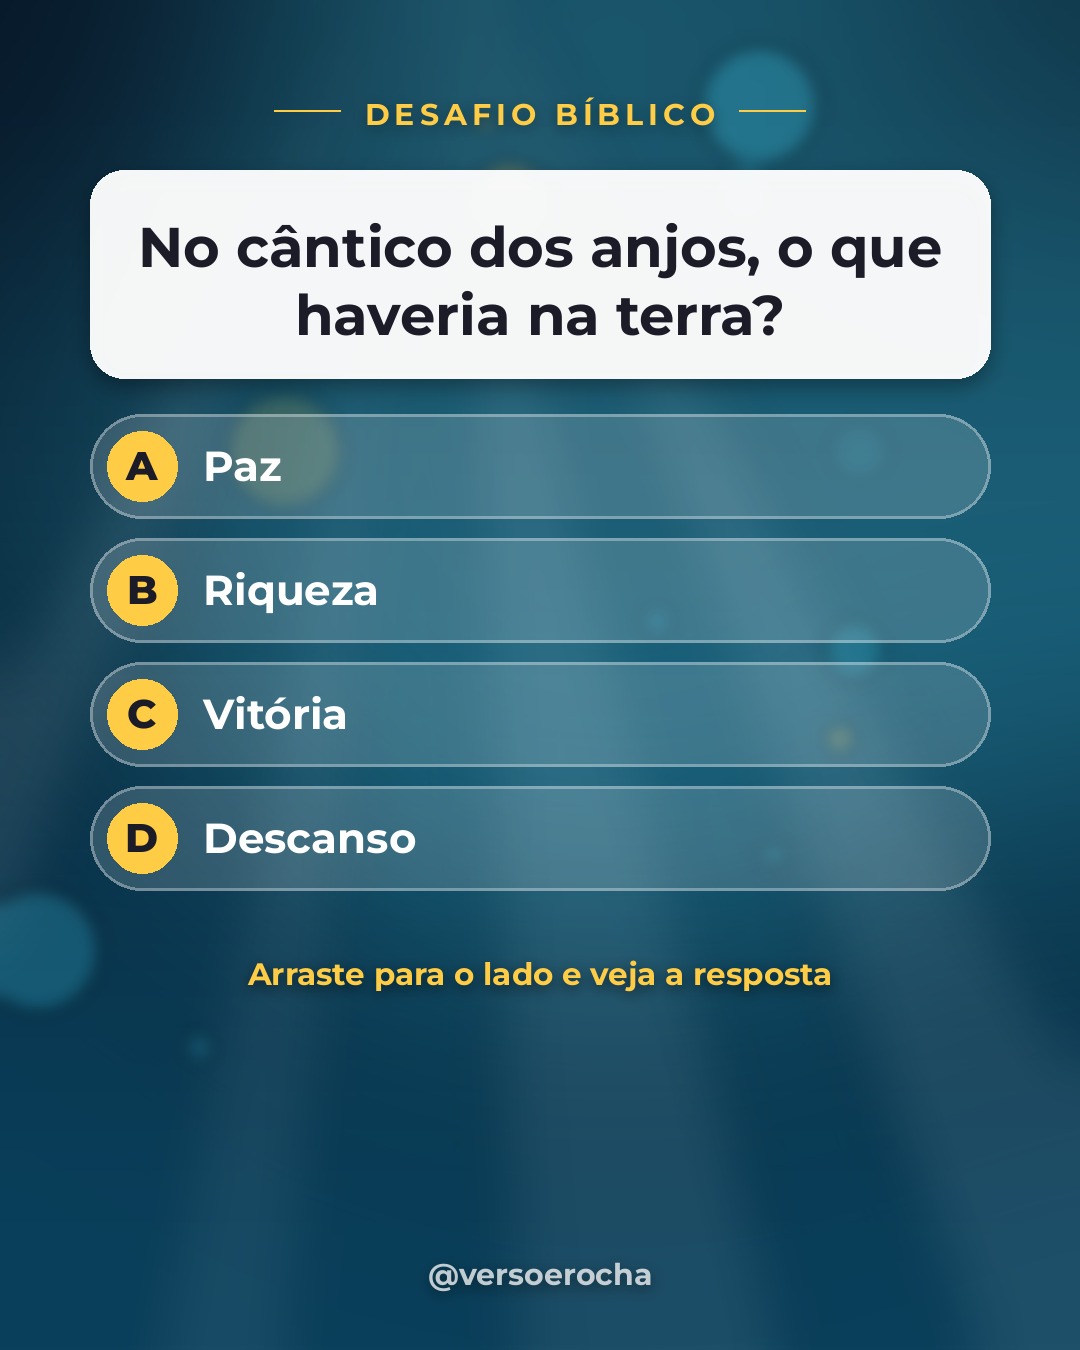 DESAFIO BÍBLICO
No cântico dos anjos, o que
haveria na terra?
A Paz
B Riqueza
C Vitória
D Descanso
Arraste para o lado e veja a resposta
@versoerocha